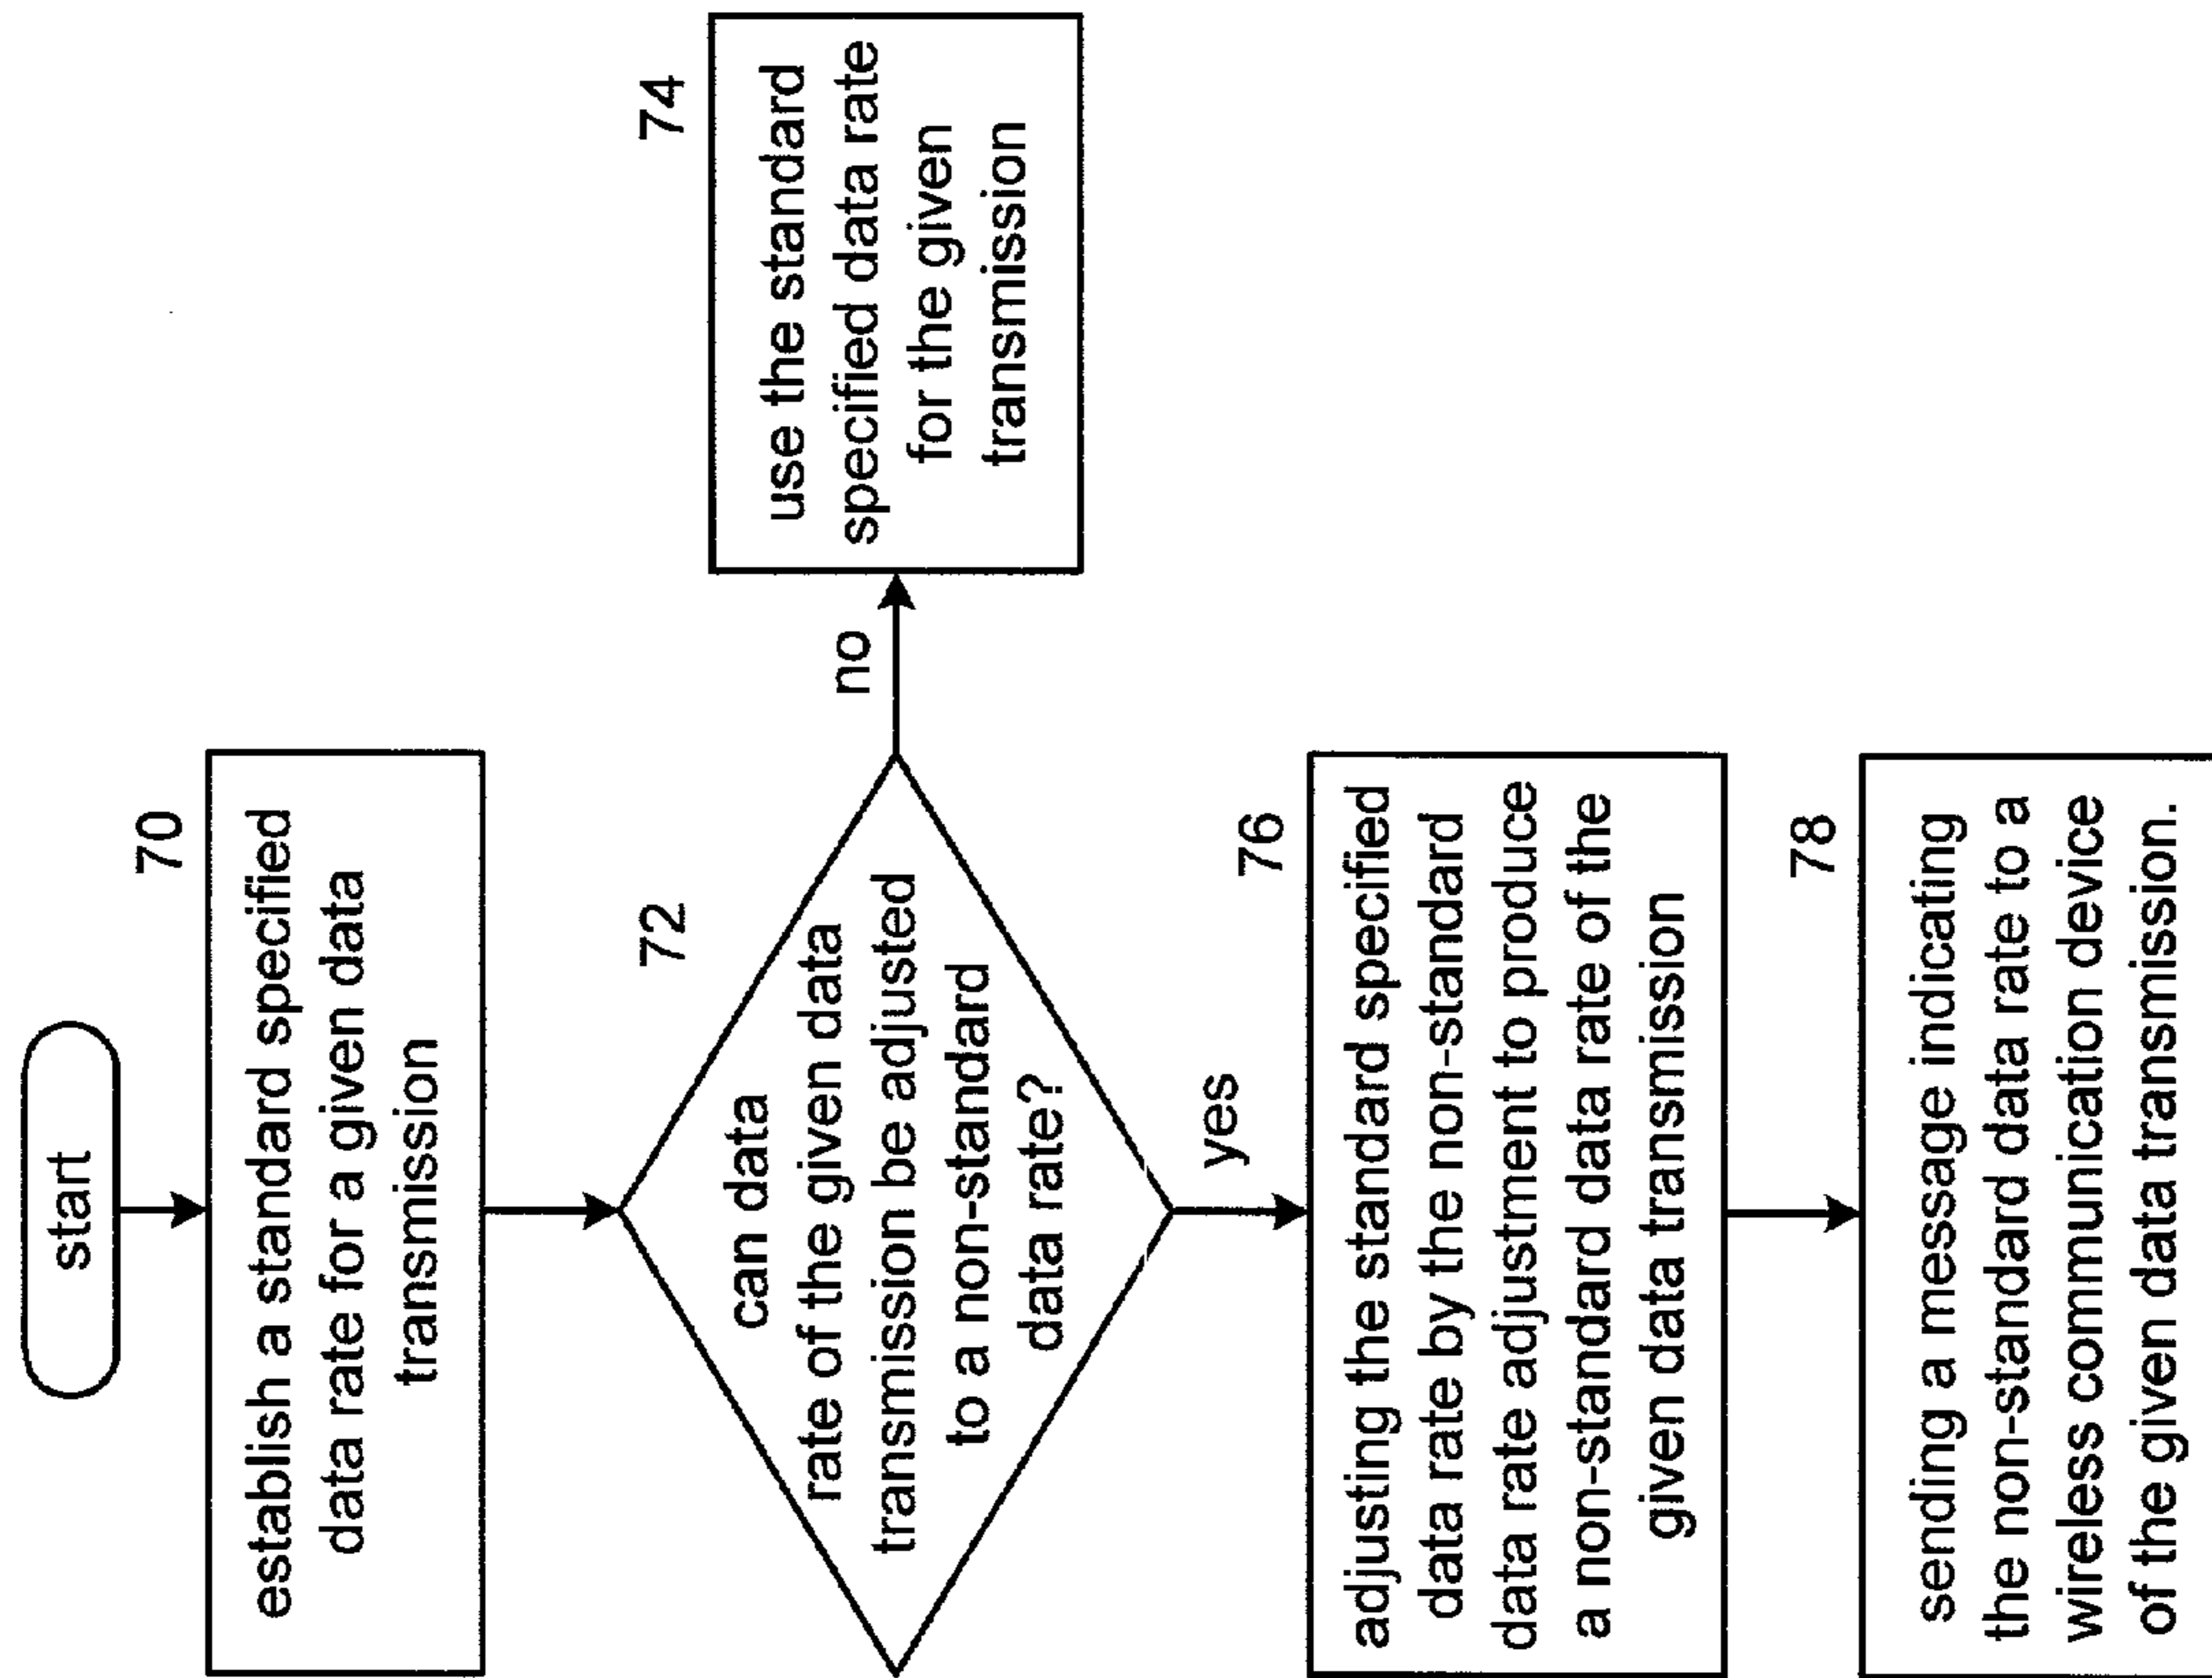 start
70
establish a standard specified
data rate for a given data
transmission
72
can data
rate of the given data
transmission be adjusted
to a non-standard
data rate?
no
74
use the standard
specified data rate
for the given
transmission
yes
76
adjusting the standard specified
data rate by the non-standard
data rate adjustment to produce
a non-standard data rate of the
given data transmission
78
sending a message indicating
the non-standard data rate to a
wireless communication device
of the given data transmission.